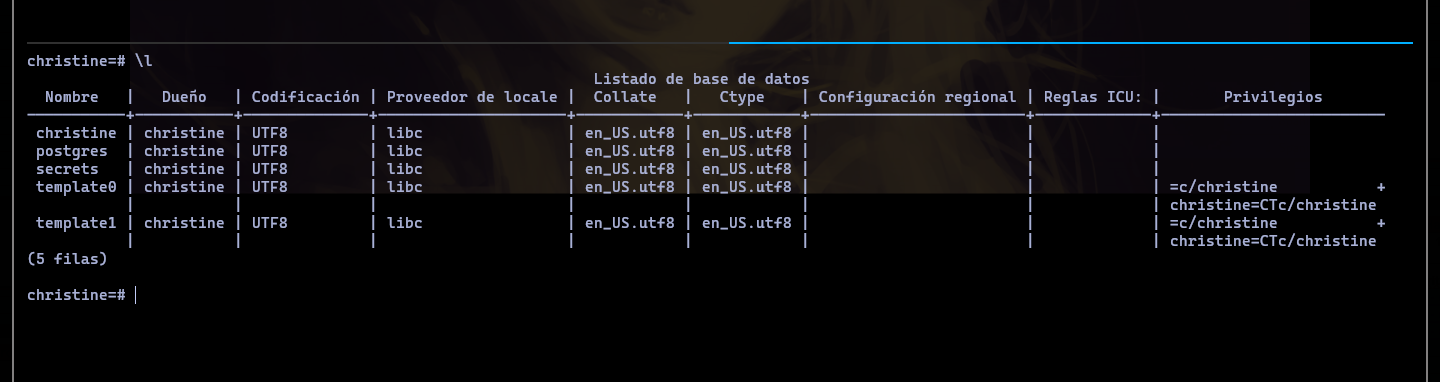 christine=# \l
Listado de base de datos
Nombre | Dueño | Codificación | Proveedor de locale | Collate | Ctype | Configuración regional | Reglas ICU: | Privilegios
christine | christine | UTF8 | libc | en_US.utf8 | en_US.utf8 | | |
postgres | christine | UTF8 | libc | en_US.utf8 | en_US.utf8 | | |
secrets | christine | UTF8 | libc | en_US.utf8 | en_US.utf8 | | |
template0 | christine | UTF8 | libc | en_US.utf8 | en_US.utf8 | | | =c/christine +
| | | | | | | | christine=CTc/christine
template1 | christine | UTF8 | libc | en_US.utf8 | en_US.utf8 | | | =c/christine +
| | | | | | | | christine=CTc/christine
(5 filas)
christine=#